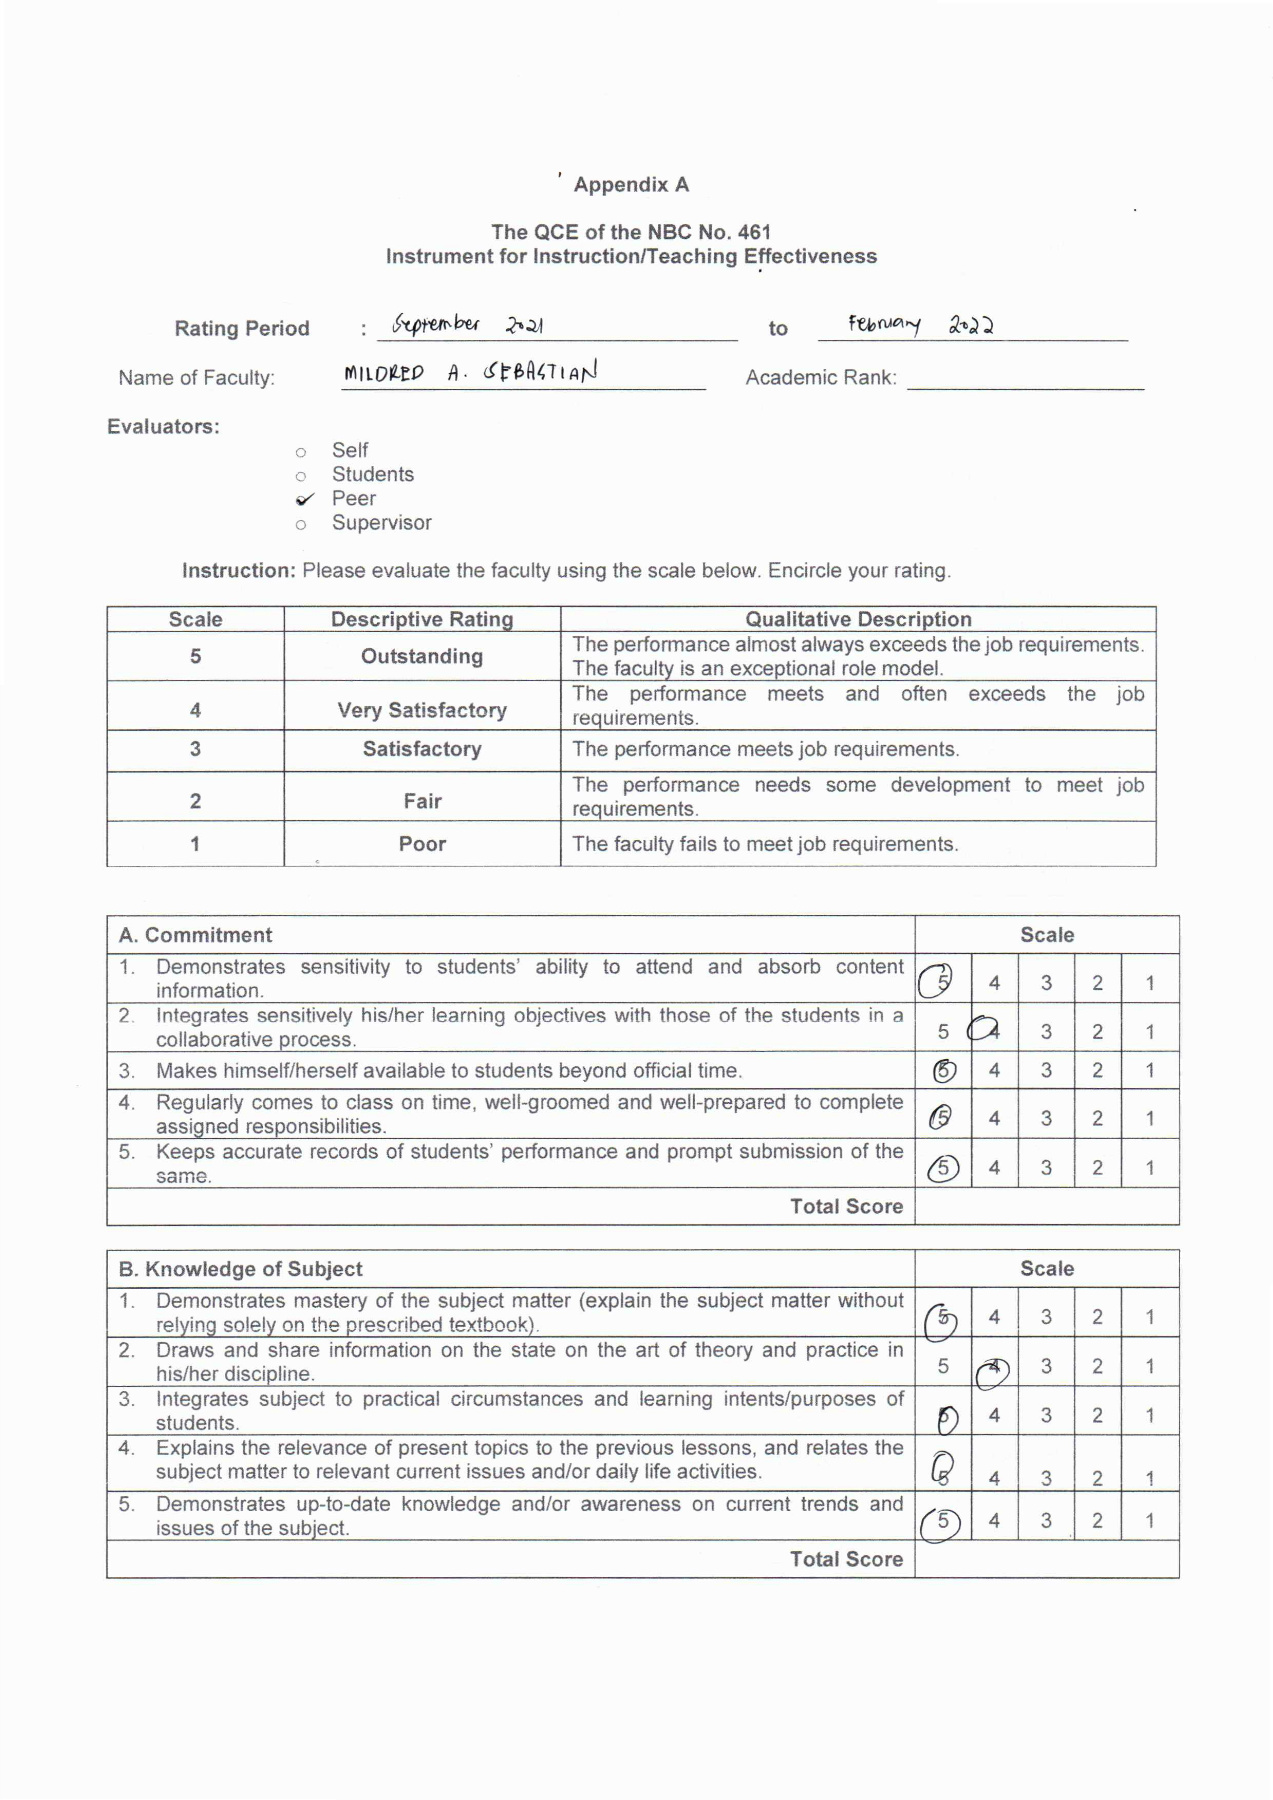 Appendix A
The QCE of the NBC No. 461
Instrument for Instruction/Teaching Effectiveness
Rating Period : September 2021 to February 2022
Name of Faculty: MILDRED A. SEBASTIAN Academic Rank:
Evaluators:
Self
Students
Peer
Supervisor
Instruction: Please evaluate the faculty using the scale below. Encircle your rating.
Scale Descriptive Rating Qualitative Description
5 Outstanding The performance almost always exceeds the job requirements.
The faculty is an exceptional role model.
4 Very Satisfactory The performance meets and often exceeds the job
requirements.
3 Satisfactory The performance meets job requirements.
2 Fair The performance needs some development to meet job
requirements.
1 Poor The faculty fails to meet job requirements.
A. Commitment Scale
1. Demonstrates sensitivity to students' ability to attend and absorb content
information. 5 4 3 2 1
2. Integrates sensitively his/her learning objectives with those of the students in a
collaborative process. 5 4 3 2 1
3. Makes himself/herself available to students beyond official time. 5 4 3 2 1
4. Regularly comes to class on time, well-groomed and well-prepared to complete
assigned responsibilities. 5 4 3 2 1
5. Keeps accurate records of students' performance and prompt submission of the
same. 5 4 3 2 1
Total Score
B. Knowledge of Subject Scale
1. Demonstrates mastery of the subject matter (explain the subject matter without
relying solely on the prescribed textbook). 5 4 3 2 1
2. Draws and share information on the state on the art of theory and practice in
his/her discipline. 5 4 3 2 1
3. Integrates subject to practical circumstances and learning intents/purposes of
students. 5 4 3 2 1
4. Explains the relevance of present topics to the previous lessons, and relates the
subject matter to relevant current issues and/or daily life activities. 5 4 3 2 1
5. Demonstrates up-to-date knowledge and/or awareness on current trends and
issues of the subject. 5 4 3 2 1
Total Score